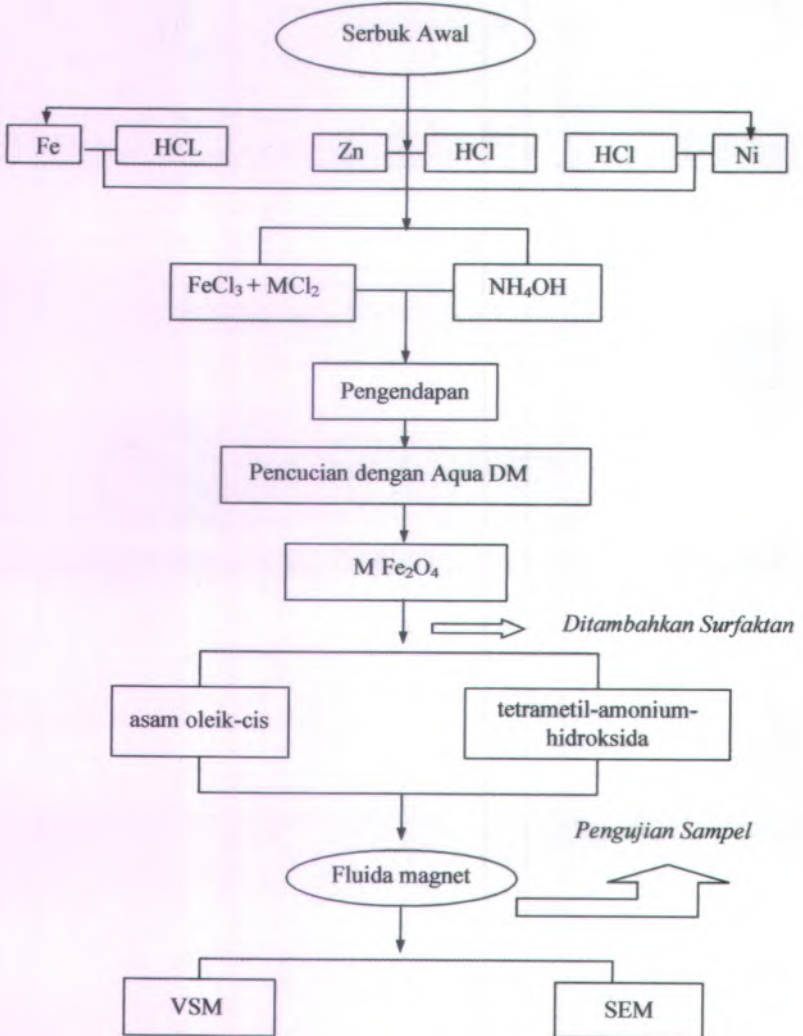 Serbuk Awal
Fe HCL Zn HCl HCl Ni
FeCl₃ + MCl₂ NH₄OH
Pengendapan
Pencucian dengan Aqua DM
M Fe₂O₄
Ditambahkan Surfaktan
asam oleik-cis
tetrametil-amonium-
hidroksida
Pengujian Sampel
Fluida magnet
VSM SEM